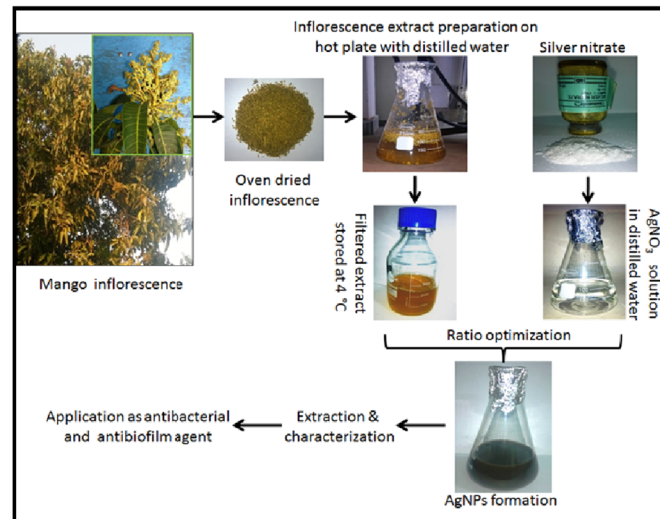 Inflorescence extract preparation on
hot plate with distilled water
Silver nitrate
Oven dried
inflorescence
Mango inflorescence
Filtered extract
stored at 4 °C
AgNO₃ solution
in distilled
water
Ratio optimization
Application as antibacterial
and antibiofilm agent
Extraction &
characterization
AgNPs formation